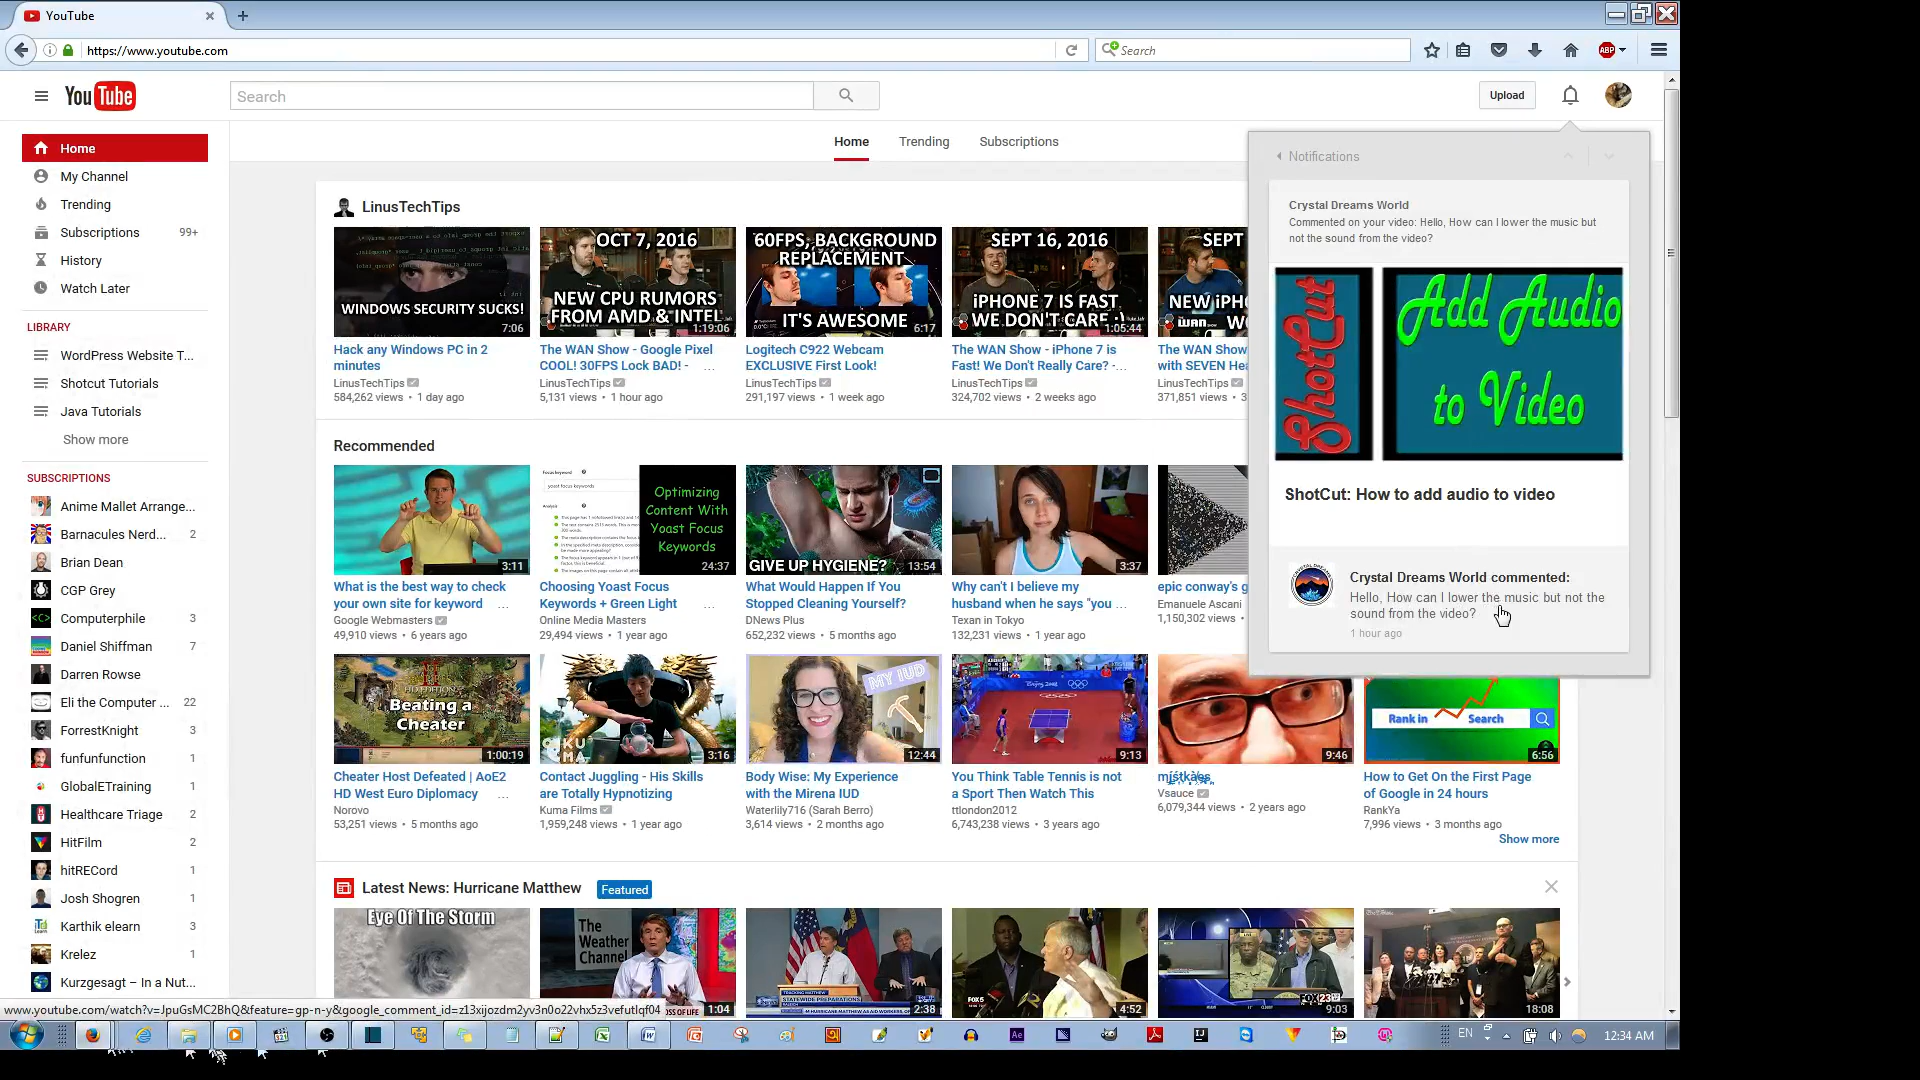 YouTube
https://www.youtube.com
Search
ABP
YouTube
Search
Upload
Home
Trending
Subscriptions
Home
My Channel
Trending
Subscriptions 99+
History
Watch Later
LIBRARY
WordPress Website T...
Shotcut Tutorials
Java Tutorials
Show more
SUBSCRIPTIONS
Anime Mallet Arrange...
Barnacules Nerd... 2
Brian Dean
CGP Grey
Computerphile 3
Daniel Shiffman 7
Darren Rowse
Eli the Computer ... 22
ForrestKnight 3
funfunfunction 1
GlobalETraining 1
Healthcare Triage 2
HitFilm 2
hitRECord 1
Josh Shogren 1
Karthik elearn 3
Krelez 1
Kurzgesagt – In a Nut...
LinusTechTips
WINDOWS SECURITY SUCKS!
7:06
Hack any Windows PC in 2
minutes
LinusTechTips
584,262 views • 1 day ago
OCT 7, 2016
NEW CPU RUMORS
FROM AMD & INTEL
1:19:06
The WAN Show - Google Pixel
COOL! 30FPS Lock BAD! - ...
LinusTechTips
5,131 views • 1 hour ago
60FPS, BACKGROUND
REPLACEMENT
IT'S AWESOME
6:17
Logitech C922 Webcam
EXCLUSIVE First Look!
LinusTechTips
291,197 views • 1 week ago
SEPT 16, 2016
iPHONE 7 IS FAST
WE DON'T CARE :)
1:05:44
The WAN Show - iPhone 7 is
Fast! We Don't Really Care? -...
LinusTechTips
324,702 views • 2 weeks ago
SEPT
NEW iPH
The WAN Show
with SEVEN Hea
LinusTechTips
371,851 views • 3
Recommended
3:11
What is the best way to check
your own site for keyword ...
Google Webmasters
49,910 views • 6 years ago
Optimizing
Content With
Yoast Focus
Keywords
24:37
Choosing Yoast Focus
Keywords + Green Light ...
Online Media Masters
29,494 views • 1 year ago
GIVE UP HYGIENE?
13:54
What Would Happen If You
Stopped Cleaning Yourself?
DNews Plus
652,232 views • 5 months ago
3:37
Why can't I believe my
husband when he says "you ...
Texan in Tokyo
132,231 views • 1 year ago
epic conway's g
Emanuele Ascani
1,150,302 views •
HD EDITION
Beating a
Cheater
1:00:19
Cheater Host Defeated | AoE2
HD West Euro Diplomacy ...
Norovo
53,251 views • 5 months ago
KUMA
3:16
Contact Juggling - His Skills
are Totally Hypnotizing
Kuma Films
1,959,248 views • 1 year ago
MY IUD
12:44
Body Wise: My Experience
with the Mirena IUD
Waterlily716 (Sarah Berro)
3,614 views • 2 months ago
9:13
You Think Table Tennis is not
a Sport Then Watch This
ttlondon2012
6,743,238 views • 3 years ago
9:46
Vsauce
6,079,344 views • 2 years ago
Rank in Search
6:56
How to Get On the First Page
of Google in 24 hours
RankYa
7,996 views • 3 months ago
Show more
Latest News: Hurricane Matthew
Featured
Eye Of The Storm
The
Weather
Channel
1:04
STATEWIDE PREPARATIONS
2:38
FOX5
4:52
FOX23
9:03
18:08
Notifications
Crystal Dreams World
Commented on your video: Hello, How can I lower the music but
not the sound from the video?
ShotCut
Add Audio
to Video
ShotCut: How to add audio to video
Crystal Dreams World commented:
Hello, How can I lower the music but not the
sound from the video?
1 hour ago
www.youtube.com/watch?v=JpuGsMC2BhQ&feature=gp-n-y&google_comment_id=z13xijozdm2yv3n0o22vhx5z3vefutlqf04
EN
12:34 AM